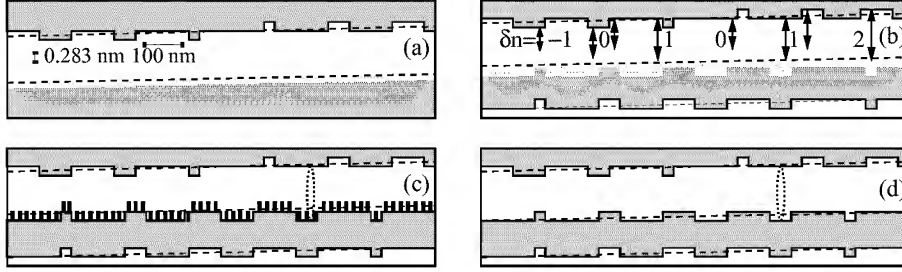 (a)
0.283 nm 100 nm
(b)
δn= −1 0 1 0 1 2
(c)
(d)